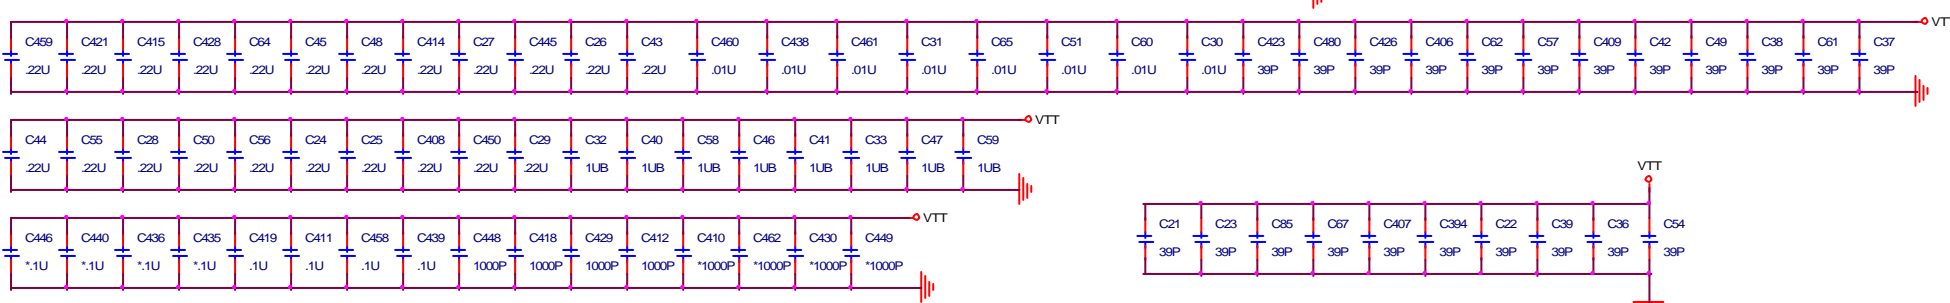 C459 C421 C415 C428 C64 C45 C48 C414 C27 C445 C26 C43 C460 C438 C461 C31 C65 C51 C60 C30 C423 C480 C426 C406 C62 C57 C409 C42 C49 C38 C61 C37 VT
.22U .22U .22U .22U .22U .22U .22U .22U .22U .22U .22U .22U .01U .01U .01U .01U .01U .01U .01U .01U 39P 39P 39P 39P 39P 39P 39P 39P 39P 39P 39P 39P
VTT
C44 C55 C28 C50 C56 C24 C25 C408 C450 C29 C32 C40 C58 C46 C41 C33 C47 C59
.22U .22U .22U .22U .22U .22U .22U .22U .22U .22U 1UB 1UB 1UB 1UB 1UB 1UB 1UB 1UB
VTT
C446 C440 C436 C435 C419 C411 C458 C439 C448 C418 C429 C412 C410 C462 C430 C449
*.1U *.1U *.1U *.1U .1U .1U .1U .1U 1000P 1000P 1000P 1000P *1000P *1000P *1000P *1000P
VTT
C21 C23 C85 C67 C407 C394 C22 C39 C36 C54
39P 39P 39P 39P 39P 39P 39P 39P 39P 39P